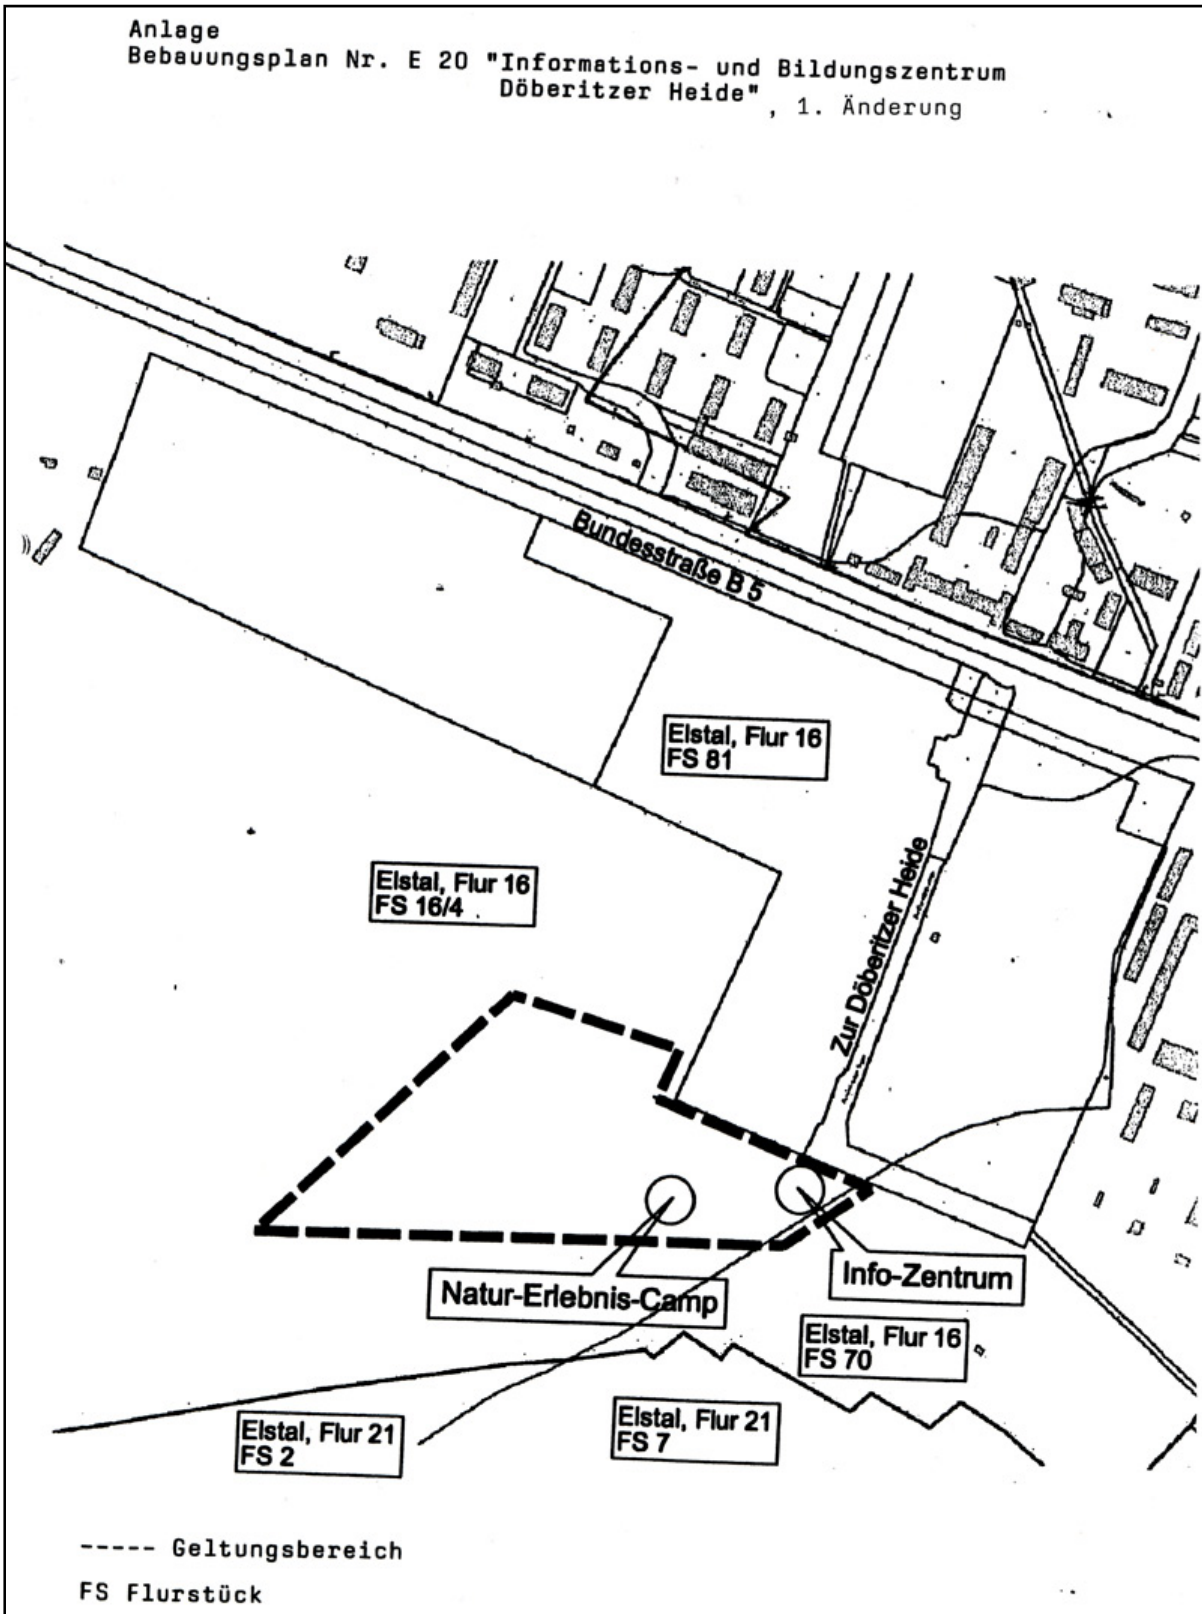 Anlage
Bebauungsplan Nr. E 20 "Informations- und Bildungszentrum
Döberitzer Heide", 1. Änderung
Bundesstraße B 5
Elstal, Flur 16
FS 81
Elstal, Flur 16
FS 16/4
Zur Döberitzer Heide
Natur-Erlebnis-Camp
Info-Zentrum
Elstal, Flur 16
FS 70
Elstal, Flur 21
FS 2
Elstal, Flur 21
FS 7
----- Geltungsbereich
FS Flurstück